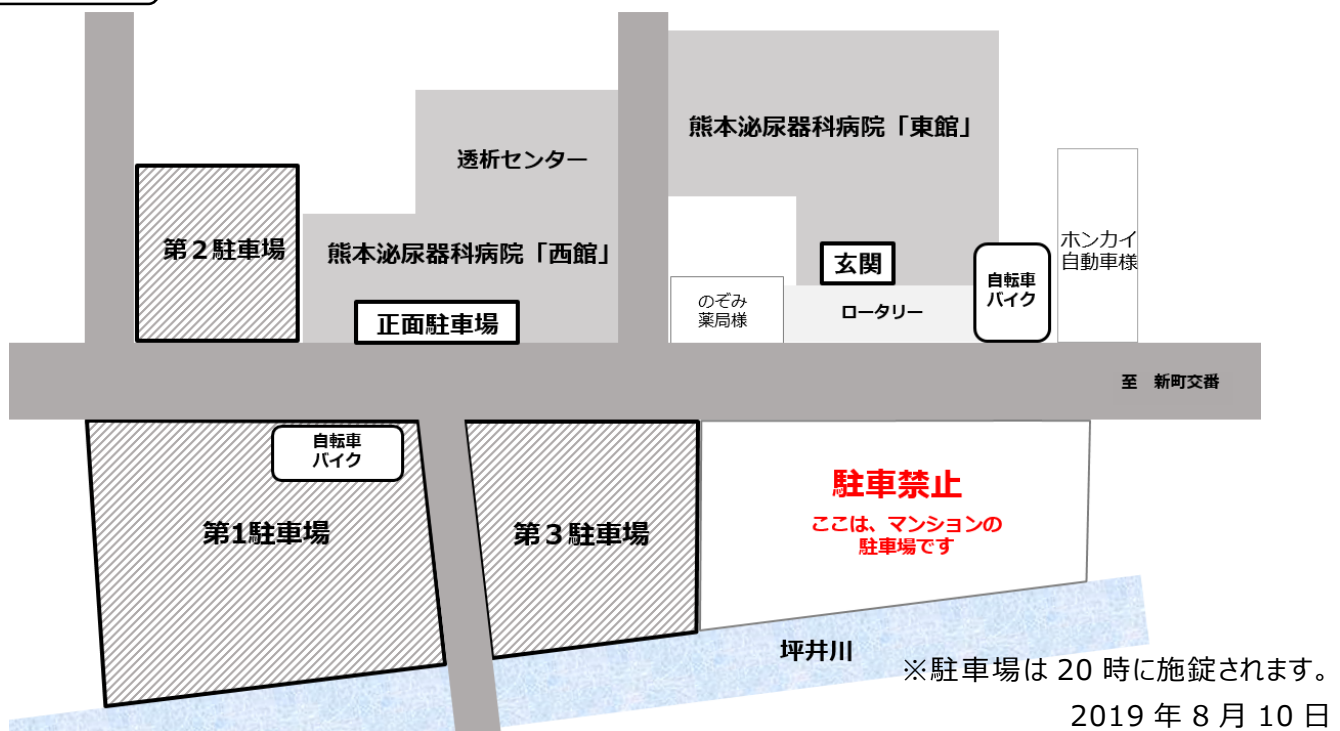 熊本泌尿器科病院「東館」
透析センター
第２駐車場
熊本泌尿器科病院「西館」
ホンカイ
自動車様
玄関
自転車
バイク
のぞみ
薬局様
ロータリー
正面駐車場
至　新町交番
自転車
バイク
駐車禁止
ここは、マンションの
駐車場です
第1駐車場
第３駐車場
坪井川
※駐車場は 20 時に施錠されます。
2019 年 8 月 10 日